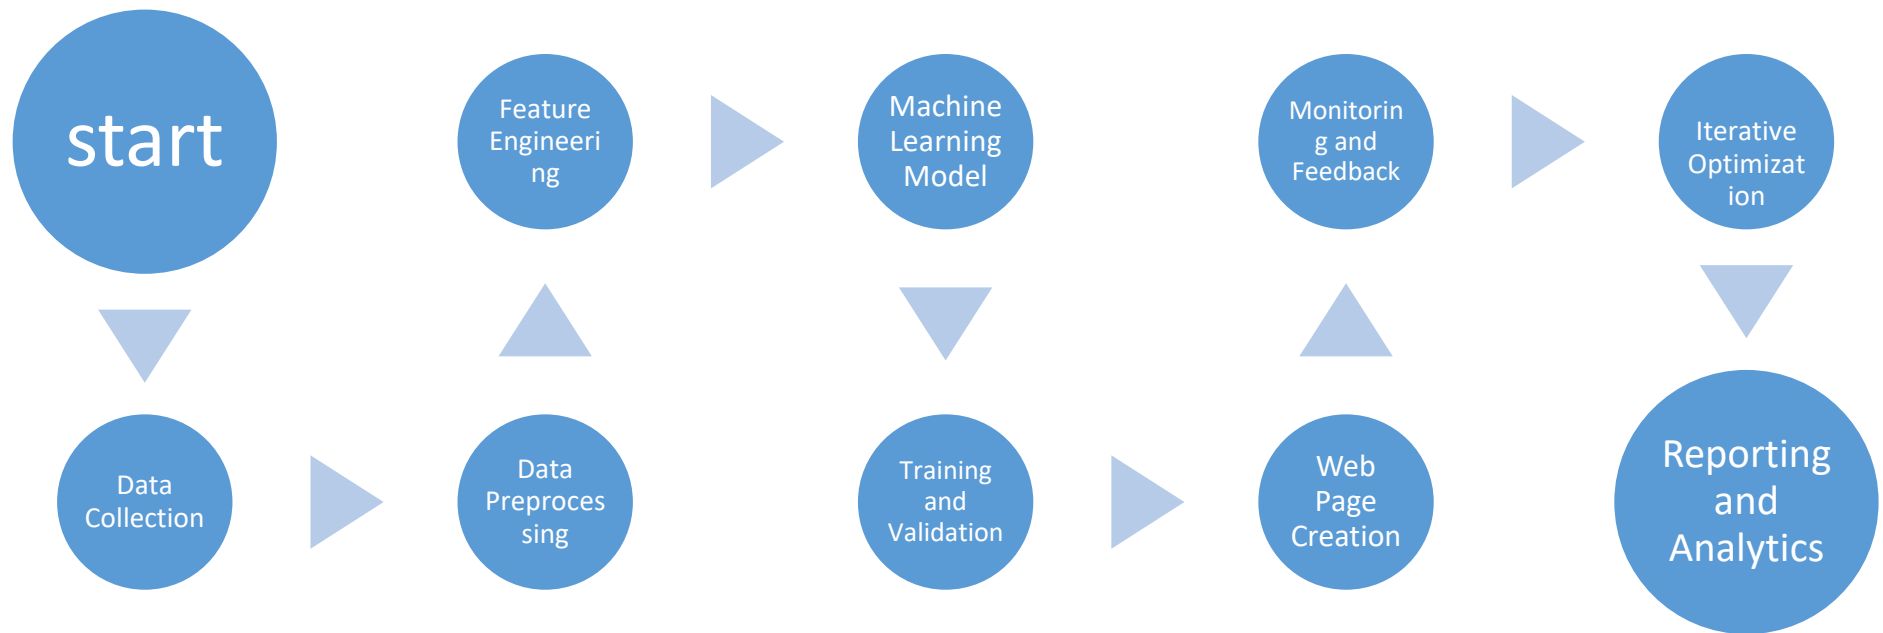 start
Data
Collection
Data
Preproces
sing
Feature
Engineeri
ng
Machine
Learning
Model
Training
and
Validation
Web
Page
Creation
Monitorin
g and
Feedback
Iterative
Optimizat
ion
Reporting
and
Analytics